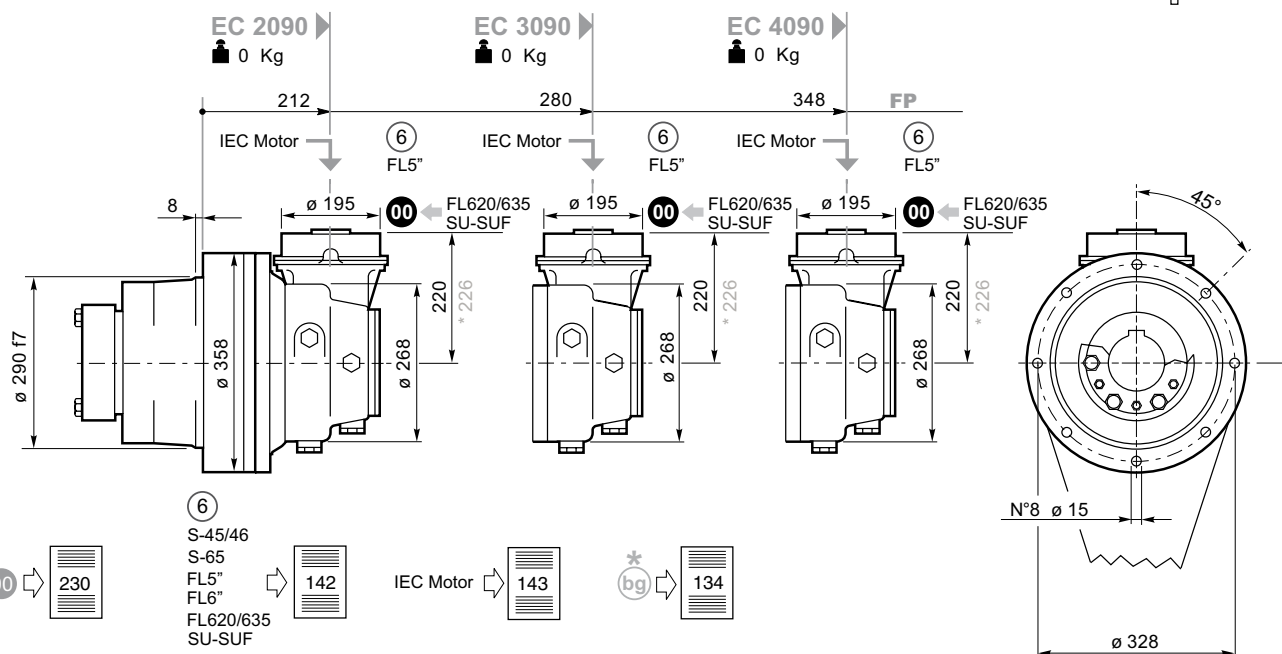 EC 2090 EC 3090 EC 4090
0 Kg 0 Kg 0 Kg
212 280 348 FP
IEC Motor 6 IEC Motor 6 IEC Motor 6
FL5” FL5” FL5”
8 ø 195 00 FL620/635 ø 195 00 FL620/635 ø 195 00 FL620/635 45°
SU-SUF SU-SUF SU-SUF
ø 290 f7 ø 358 ø 268 220 * 226 ø 268 220 * 226 ø 268 220 * 226
N°8 ø 15
6
S-45/46
S-65
FL5”
FL6”
FL620/635
SU-SUF
230 142 IEC Motor 143 * bg 134
ø 328